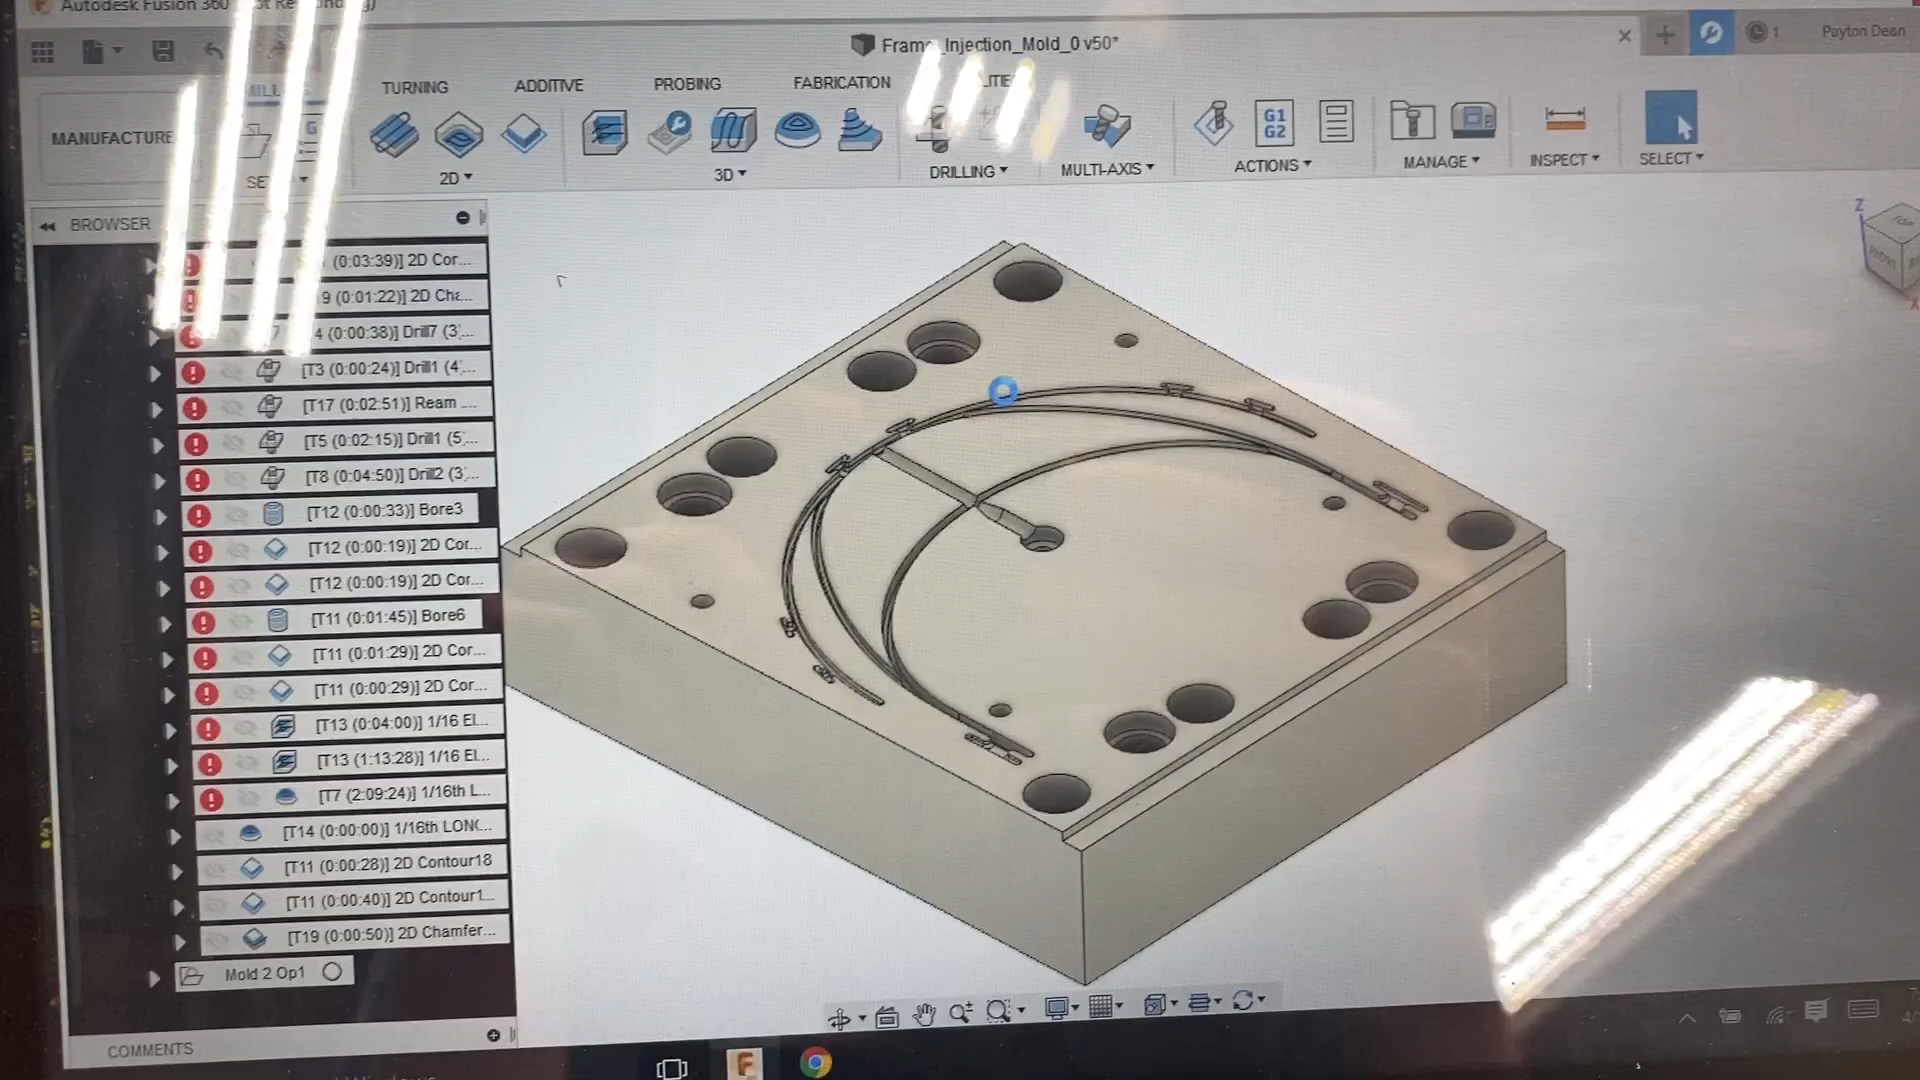 Autodesk Fusion 360
Frame_Injection_Mold_0 v50*
1
Payton Dean
TURNING
ADDITIVE
PROBING
FABRICATION
MANUFACTURE
2D
3D
DRILLING
MULTI-AXIS
G1
G2
ACTIONS
MANAGE
INSPECT
SELECT
BROWSER
(0:03:39)] 2D Cor...
9 (0:01:22)] 2D Cha...
4 (0:00:38)] Drill7 (3'...
[T3 (0:00:24)] Drill1 (4'...
[T17 (0:02:51)] Ream ...
[T5 (0:02:15)] Drill1 (5'...
[T8 (0:04:50)] Drill2 (3'...
[T12 (0:00:33)] Bore3
[T12 (0:00:19)] 2D Cor...
[T12 (0:00:19)] 2D Cor...
[T11 (0:01:45)] Bore6
[T11 (0:01:29)] 2D Cor...
[T11 (0:00:29)] 2D Cor...
[T13 (0:04:00)] 1/16 El...
[T13 (1:13:28)] 1/16 El...
[T7 (2:09:24)] 1/16th L...
[T14 (0:00:00)] 1/16th LON(...
[T11 (0:00:28)] 2D Contour18
[T11 (0:00:40)] 2D Contour1...
[T19 (0:00:50)] 2D Chamfer...
Mold 2 Op1
COMMENTS
Z
TOP
FRONT